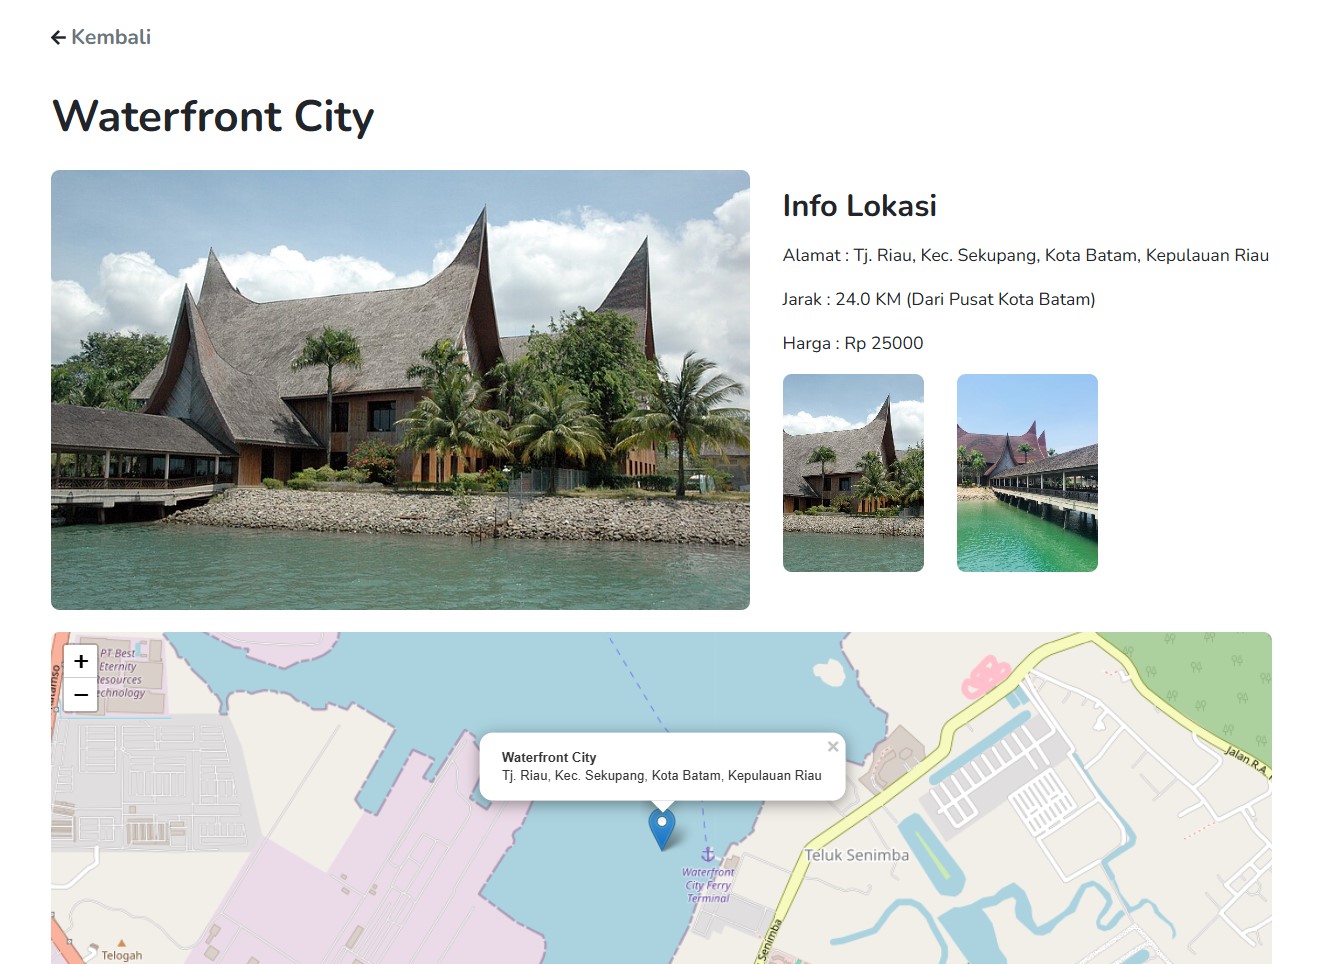 Kembali
Waterfront City
Info Lokasi
Alamat : Tj. Riau, Kec. Sekupang, Kota Batam, Kepulauan Riau
Jarak : 24.0 KM (Dari Pusat Kota Batam)
Harga : Rp 25000
+
−
PT Best
Eternity
Resources
Technology
Waterfront City
×
Tj. Riau, Kec. Sekupang, Kota Batam, Kepulauan Riau
Jalan R.A.
Teluk Senimba
Waterfront
City Ferry
Terminal
Senimba
Telogah